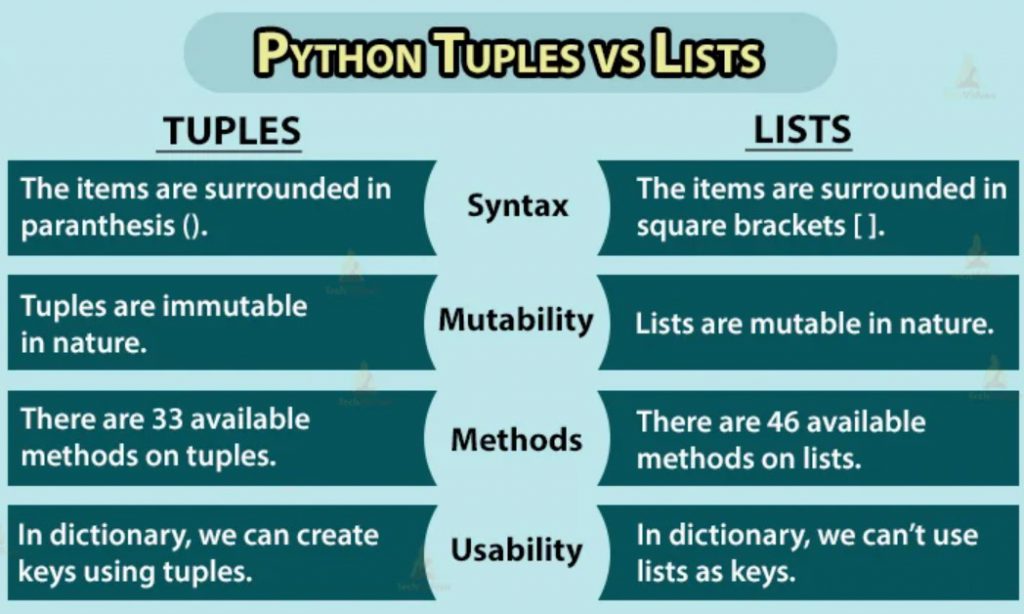 PYTHON TUPLES VS LISTS
TUPLES
LISTS
The items are surrounded in
paranthesis ().
Syntax
The items are surrounded in
square brackets [ ].
Tuples are immutable
in nature.
Mutability
Lists are mutable in nature.
There are 33 available
methods on tuples.
Methods
There are 46 available
methods on lists.
In dictionary, we can create
keys using tuples.
Usability
In dictionary, we can't use
lists as keys.